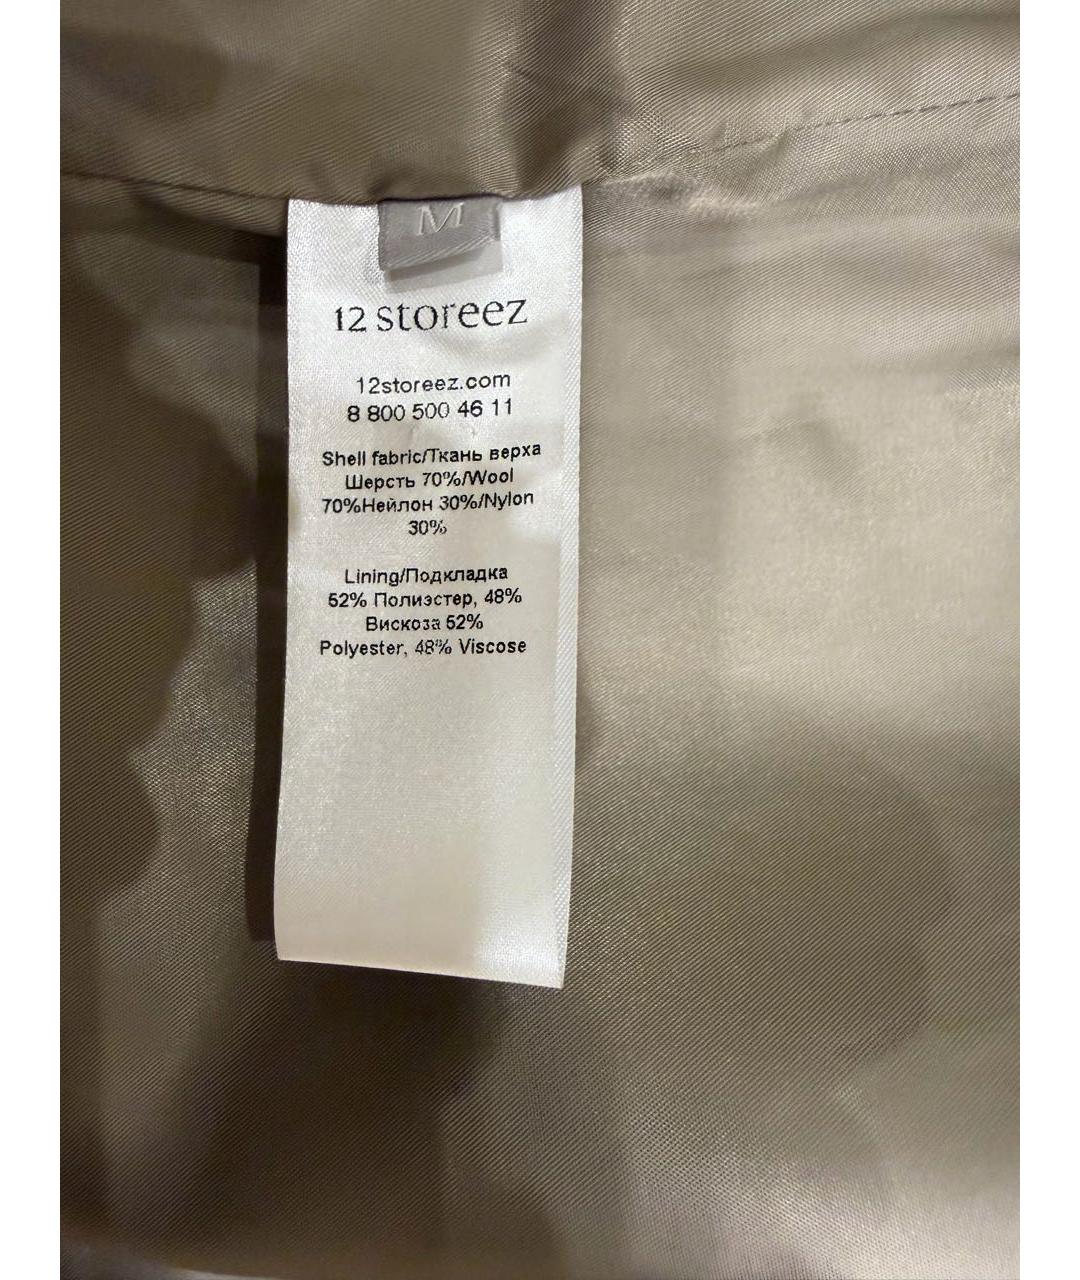 M
12 storeez
12storeez.com
8 800 500 46 11
Shell fabric/Ткань верха
Шерсть 70%/Wool
70%Нейлон 30%/Nylon
30%
Lining/Подкладка
52% Полиэстер, 48%
Вискоза 52%
Polyester, 48% Viscose